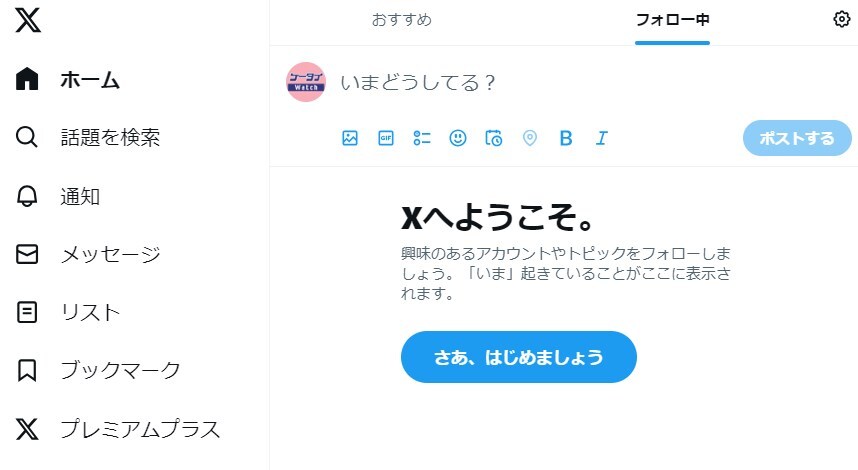 ホーム
話題を検索
通知
メッセージ
リスト
ブックマーク
プレミアムプラス
おすすめ
フォロー中
ケータイ
Watch
いまどうしてる？
GIF
B
I
ポストする
Xへようこそ。
興味のあるアカウントやトピックをフォローしま
しょう。「いま」起きていることがここに表示さ
れます。
さあ、はじめましょう